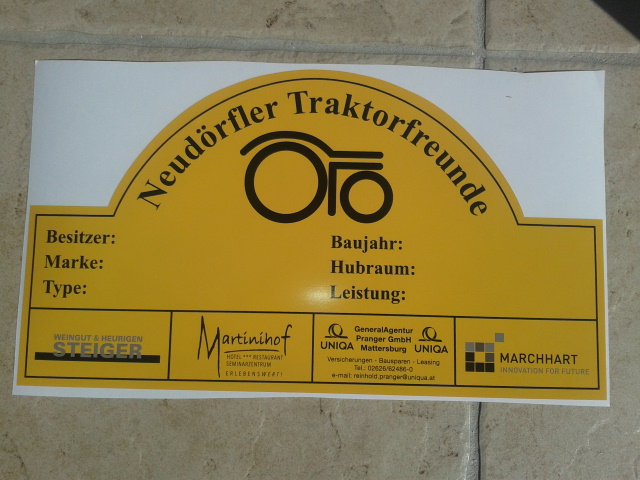 Neudörfler Traktorfreunde
Besitzer:
Marke:
Type:
Baujahr:
Hubraum:
Leistung:
WEINGUT & HEURIGEN
STEIGER
Martinihof
HOTEL *** RESTAURANT
SEMINARZENTRUM
ERLEBENSWERT!
UNIQA
GeneralAgentur
Pranger GmbH
Mattersburg
UNIQA
Versicherungen - Bausparen - Leasing
Tel.: 02626/62486-0
e-mail: reinhold.pranger@uniqa.at
MARCHHART
INNOVATION FOR FUTURE